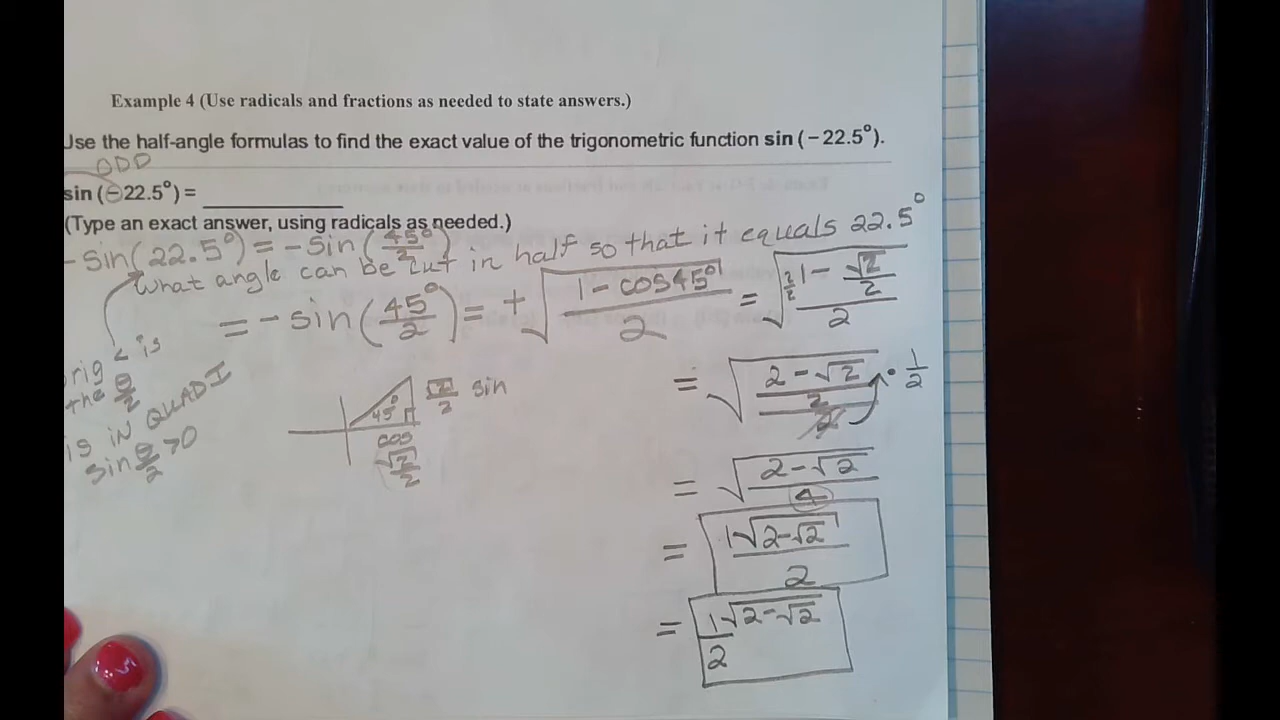 Example 4 (Use radicals and fractions as needed to state answers.)
Use the half-angle formulas to find the exact value of the trigonometric function sin (−22.5°).
ODD
sin (−22.5°) =
(Type an exact answer, using radicals as needed.)
-sin(22.5°) = -sin(45°/2)
What angle can be cut in half so that it equals 22.5°
= -sin(45°/2) = +√((1-cos45°)/2) = √((2/2 1 - √2/2)/2)
orig ∠ is
the θ/2
is in QUAD I
sin θ/2 >0
45°
√2/2 sin
cos
√2/2
= √(((2-√2)/2)/2) · 1/2
= √((2-√2)/4)
= 1√(2-√2)/2
= 1/2 √(2-√2)